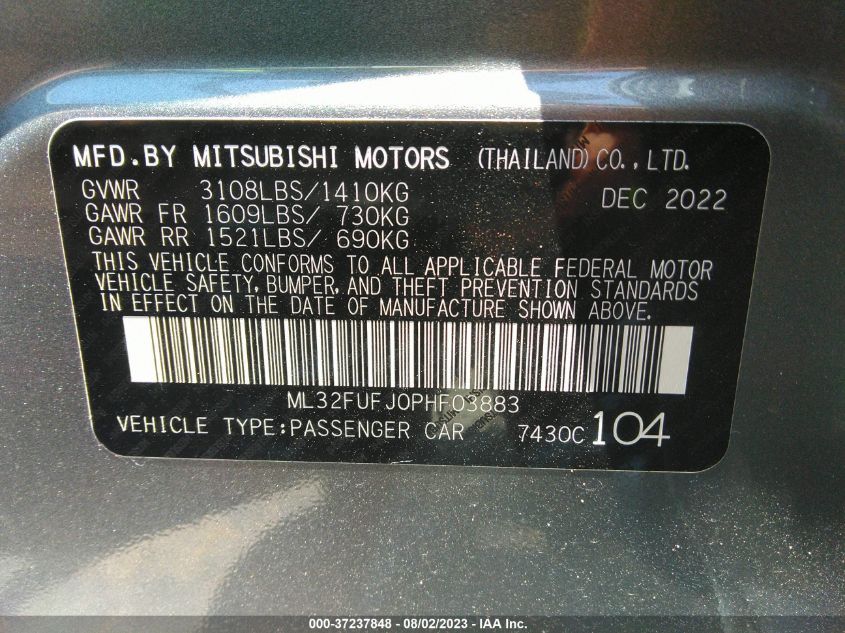 MFD.BY MITSUBISHI MOTORS (THAILAND)CO.,LTD.
GVWR 3108LBS/1410KG DEC 2022
GAWR FR 1609LBS/ 730KG
GAWR RR 1521LBS/ 690KG
THIS VEHICLE CONFORMS TO ALL APPLICABLE FEDERAL MOTOR
VEHICLE SAFETY, BUMPER, AND THEFT PREVENTION STANDARDS
IN EFFECT ON THE DATE OF MANUFACTURE SHOWN ABOVE.
ML32FUFJ0PHF03883
VEHICLE TYPE:PASSENGER CAR 7430C 104
000-37237848 - 08/02/2023 - IAA Inc.